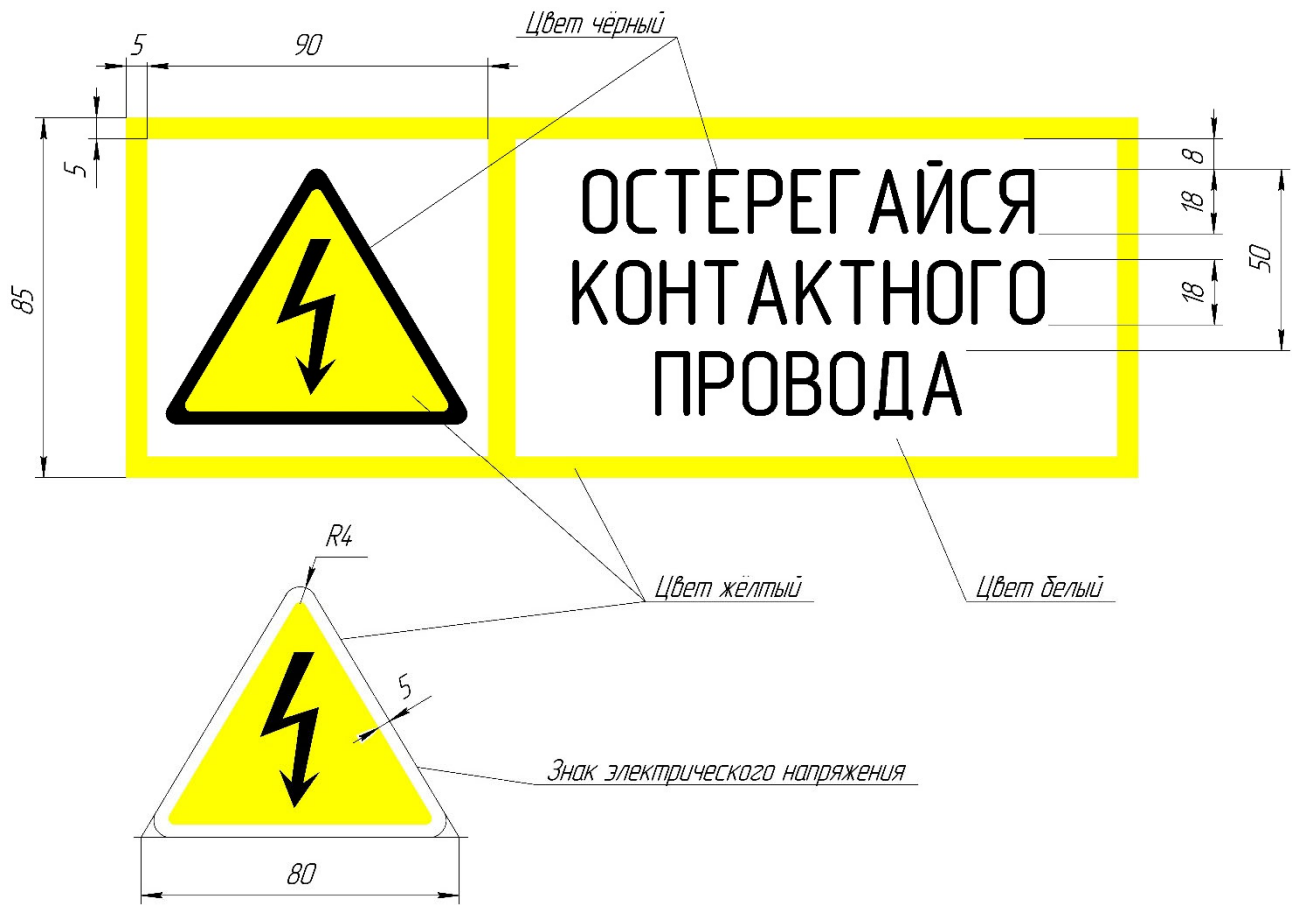 Цвет чёрный
5
90
5
85
ОСТЕРЕГАЙСЯ
КОНТАКТНОГО
ПРОВОДА
8
18
18
50
R4
Цвет жёлтый
Цвет белый
5
Знак электрического напряжения
80